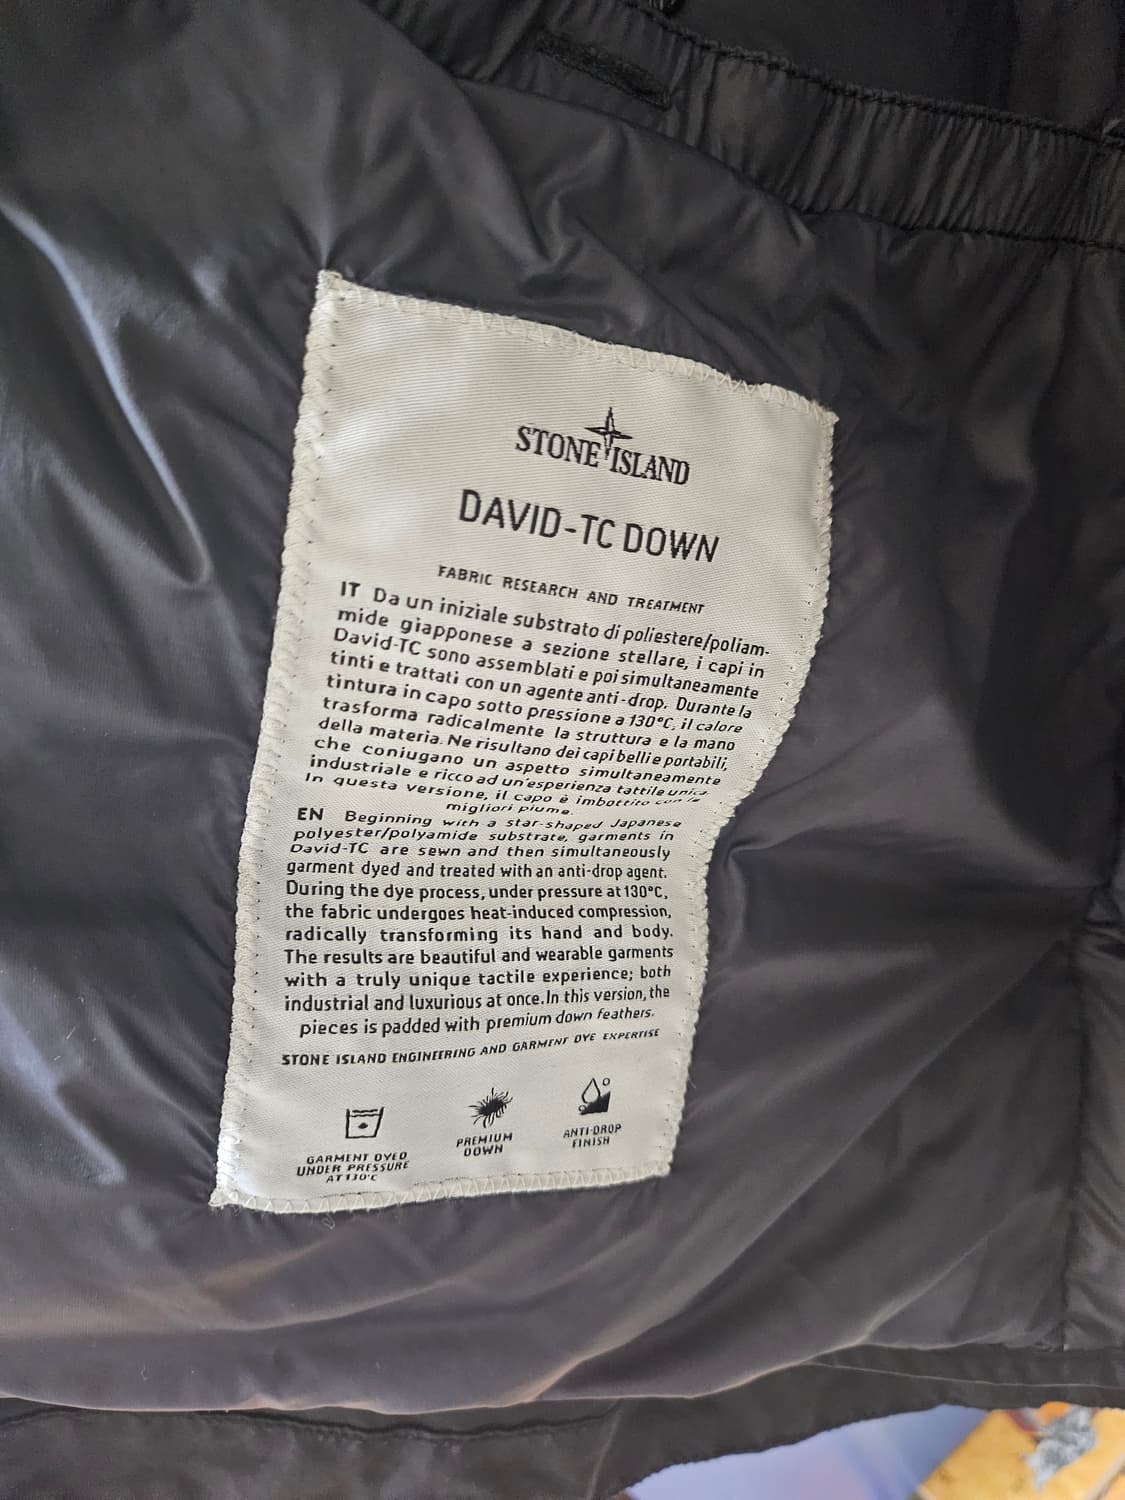 STONE ISLAND
DAVID-TC DOWN
FABRIC RESEARCH AND TREATMENT
IT Da un iniziale substrato di poliestere/poliam-
mide giapponese a sezione stellare, i capi in
David-TC sono assemblati e poi simultaneamente
tinti e trattati con un agente anti-drop. Durante la
tintura in capo sotto pressione a 130°C, il calore
trasforma radicalmente la struttura e la mano
della materia. Ne risultano dei capi belli e portabili,
che coniugano un aspetto simultaneamente
industriale e ricco ad un'esperienza tattile unica.
In questa versione, il capo è imbottito con le
migliori piume.
EN Beginning with a star-shaped Japanese
polyester/polyamide substrate, garments in
David-TC are sewn and then simultaneously
garment dyed and treated with an anti-drop agent.
During the dye process, under pressure at 130°C,
the fabric undergoes heat-induced compression,
radically transforming its hand and body.
The results are beautiful and wearable garments
with a truly unique tactile experience; both
industrial and luxurious at once. In this version, the
pieces is padded with premium down feathers.
STONE ISLAND ENGINEERING AND GARMENT DYE EXPERTISE
GARMENT DYED
UNDER PRESSURE
AT 130°C
PREMIUM
DOWN
ANTI-DROP
FINISH